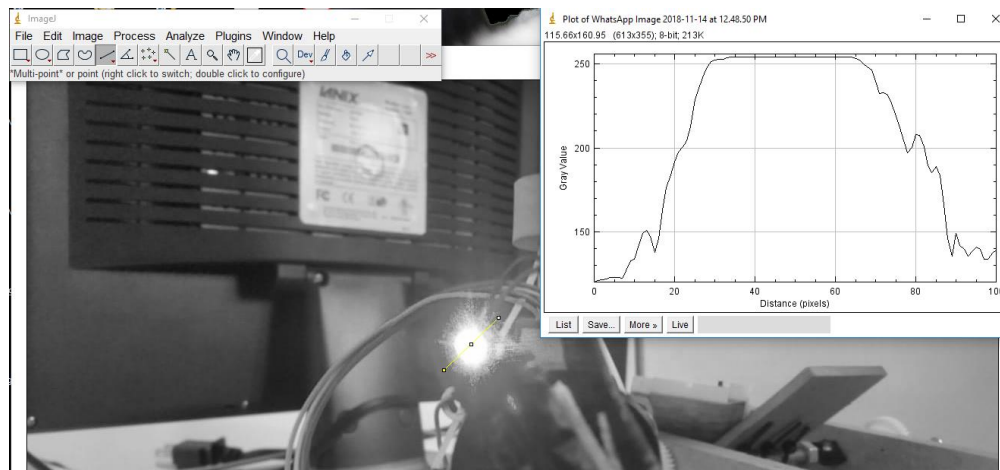 ImageJ
File Edit Image Process Analyze Plugins Window Help
Dev
>>
*Multi-point* or point (right click to switch; double click to configure)
Plot of WhatsApp Image 2018-11-14 at 12.48.50 PM
115.66x160.95 (613x355); 8-bit; 213K
250
200
150
Gray Value
0 20 40 60 80 100
Distance (pixels)
List Save... More » Live
FC CE